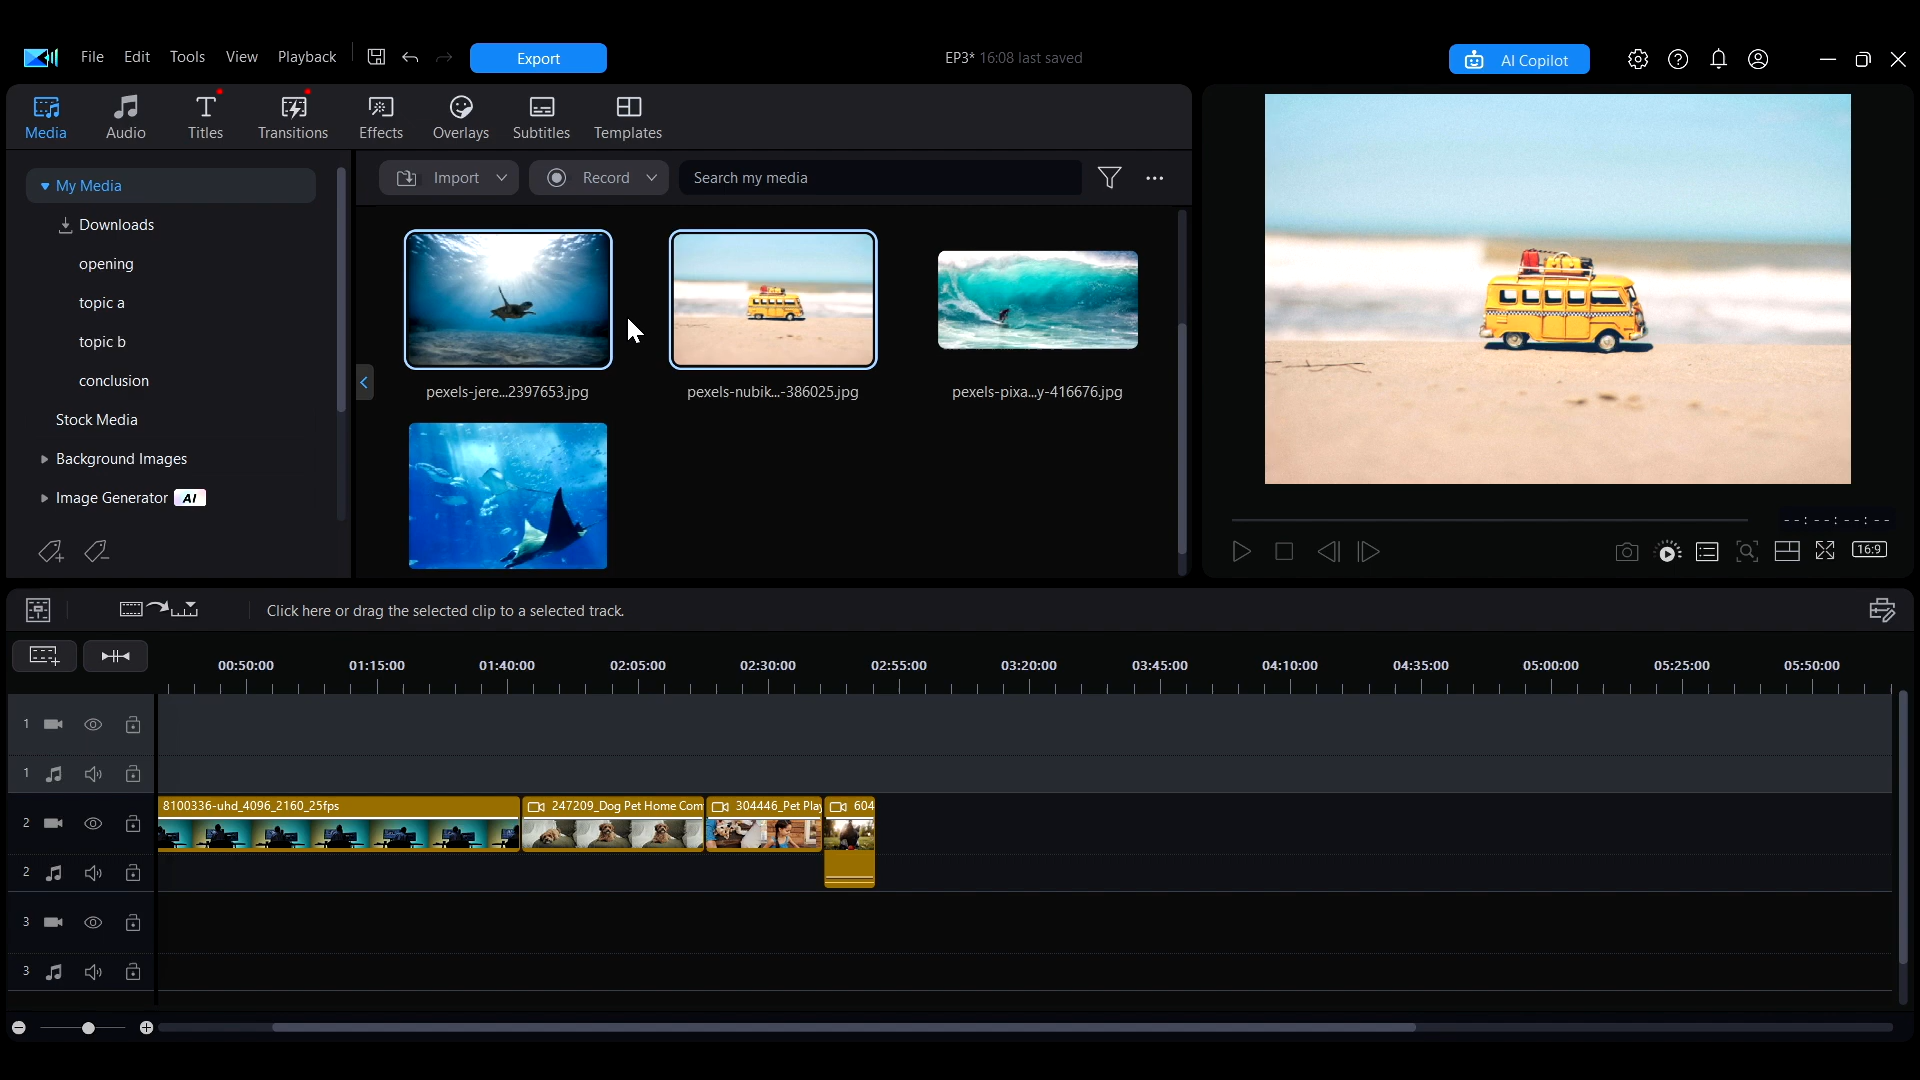 File Edit Tools View Playback Export EP3* 16:08 last saved AI Copilot
Media Audio Titles Transitions Effects Overlays Subtitles Templates
Import Record Search my media
My Media
Downloads
opening
topic a
topic b
conclusion
Stock Media
Background Images
Image Generator AI
pexels-jere...2397653.jpg pexels-nubik...-386025.jpg pexels-pixa...y-416676.jpg
--:--:--:--
16:9
Click here or drag the selected clip to a selected track.
00:50:00 01:15:00 01:40:00 02:05:00 02:30:00 02:55:00 03:20:00 03:45:00 04:10:00 04:35:00 05:00:00 05:25:00 05:50:00
1
1
2 8100336-uhd_4096_2160_25fps 247209_Dog Pet Home Com 304446_Pet Play 604
2
3
3